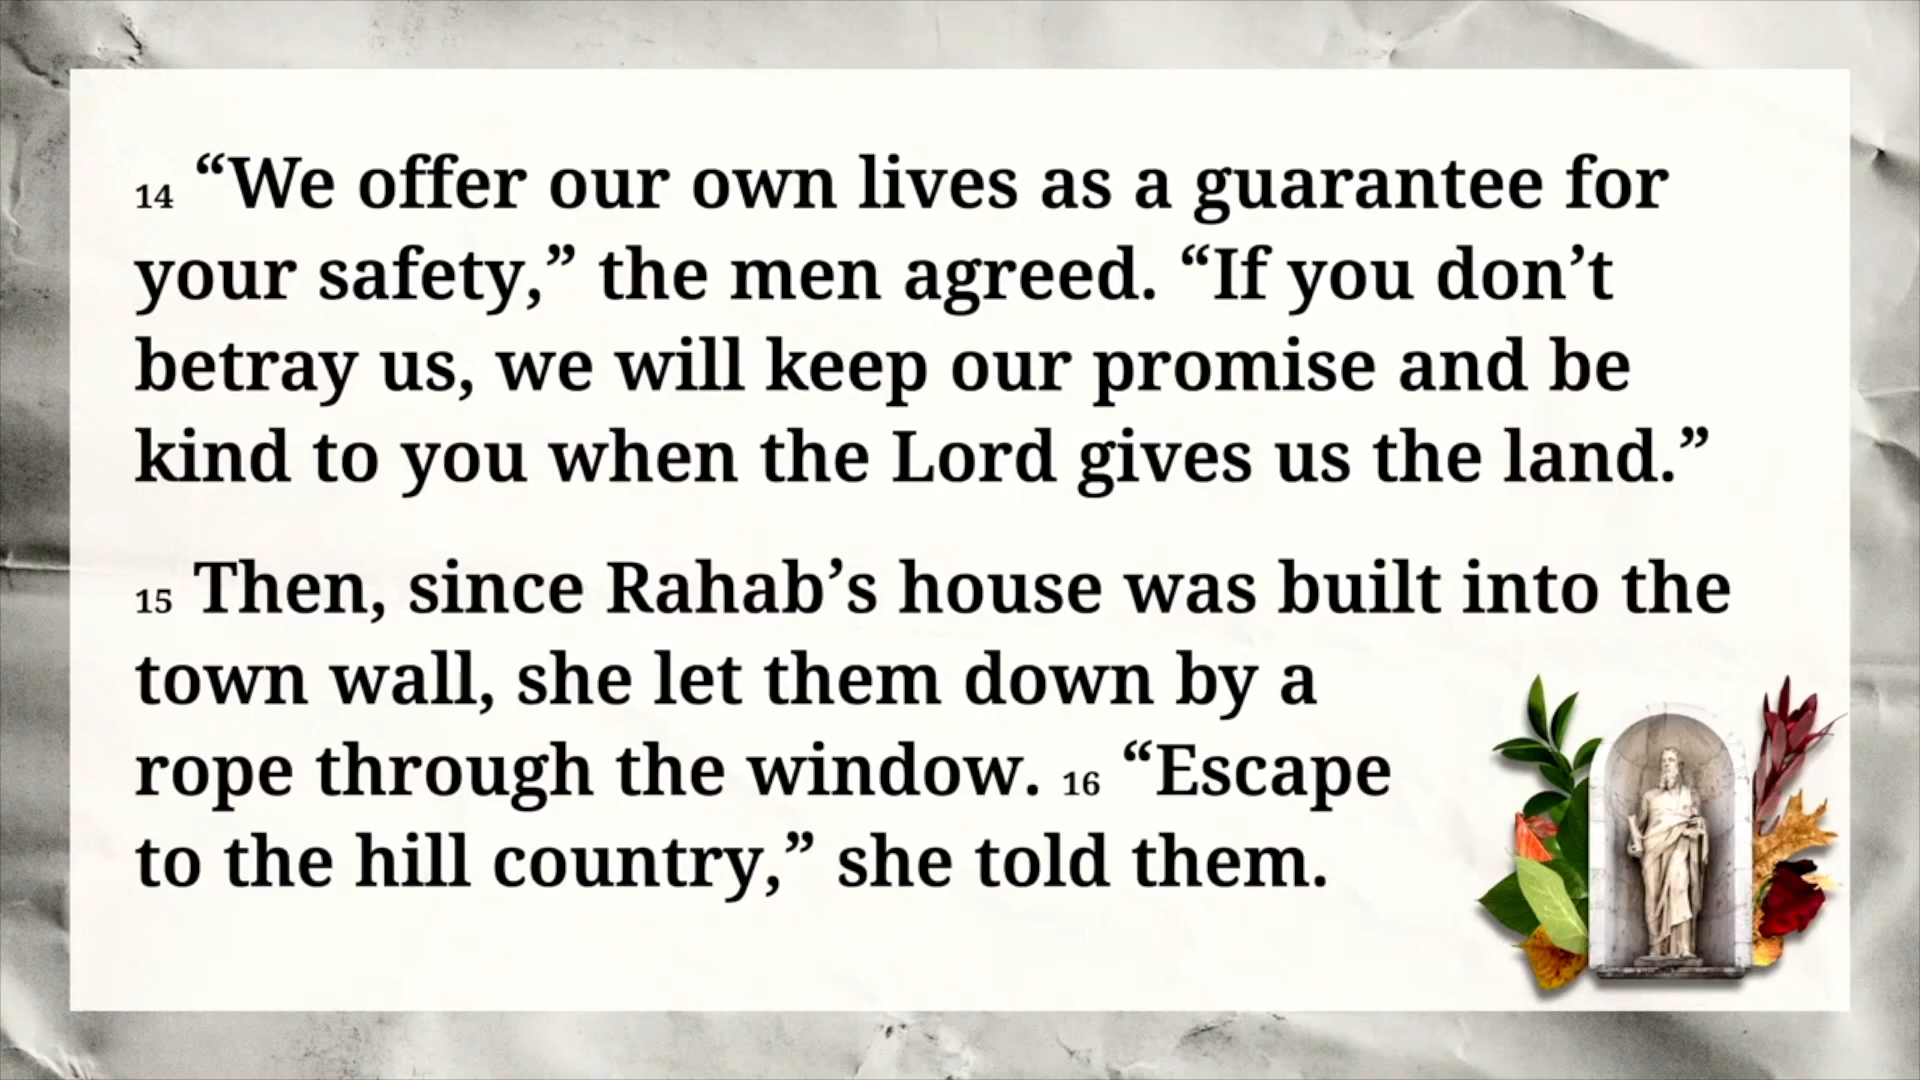 14 “We offer our own lives as a guarantee for
your safety,” the men agreed. “If you don’t
betray us, we will keep our promise and be
kind to you when the Lord gives us the land.”
15 Then, since Rahab’s house was built into the
town wall, she let them down by a
rope through the window. 16 “Escape
to the hill country,” she told them.